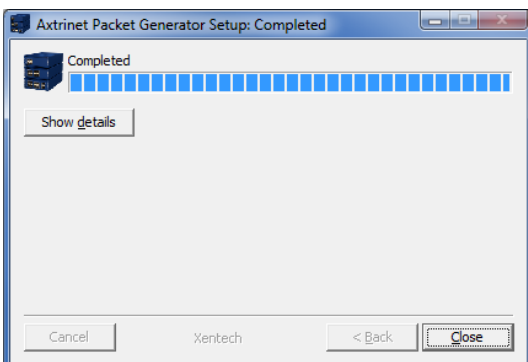 Axtrinet Packet Generator Setup: Completed
Completed
Show details
Cancel
Xentech
< Back
Close